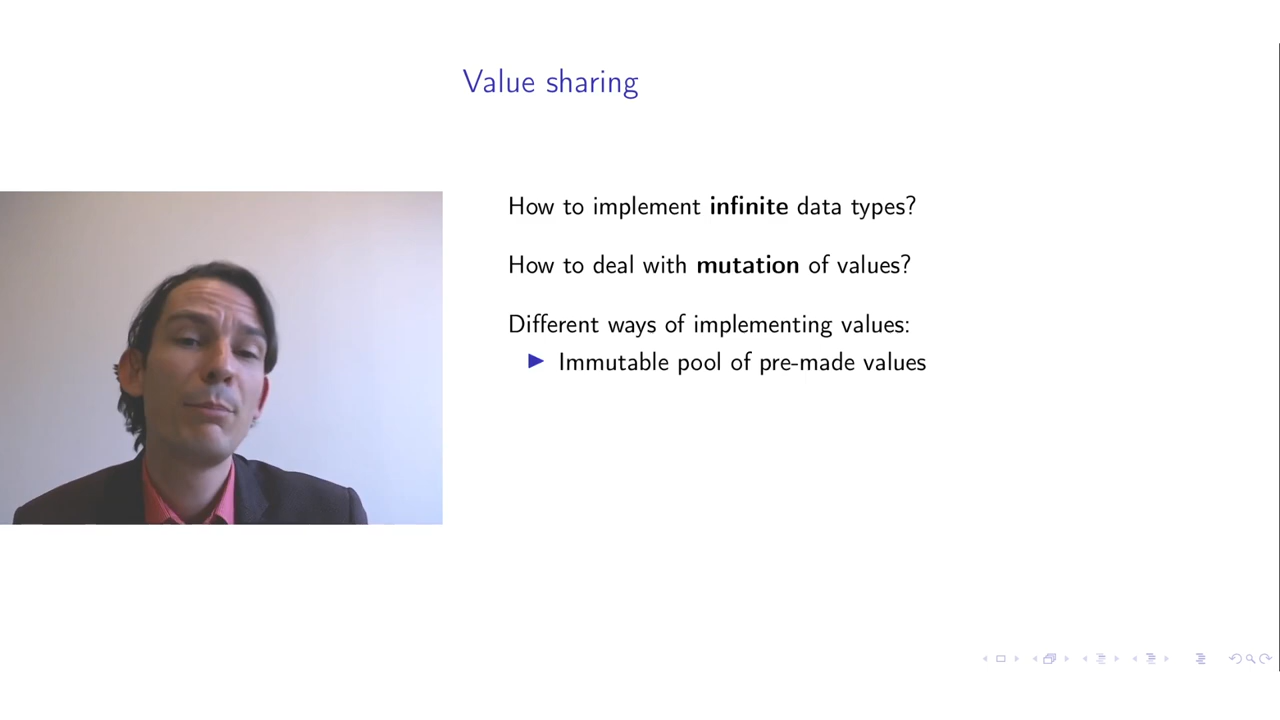 Value sharing
How to implement infinite data types?
How to deal with mutation of values?
Different ways of implementing values:
▶ Immutable pool of pre-made values